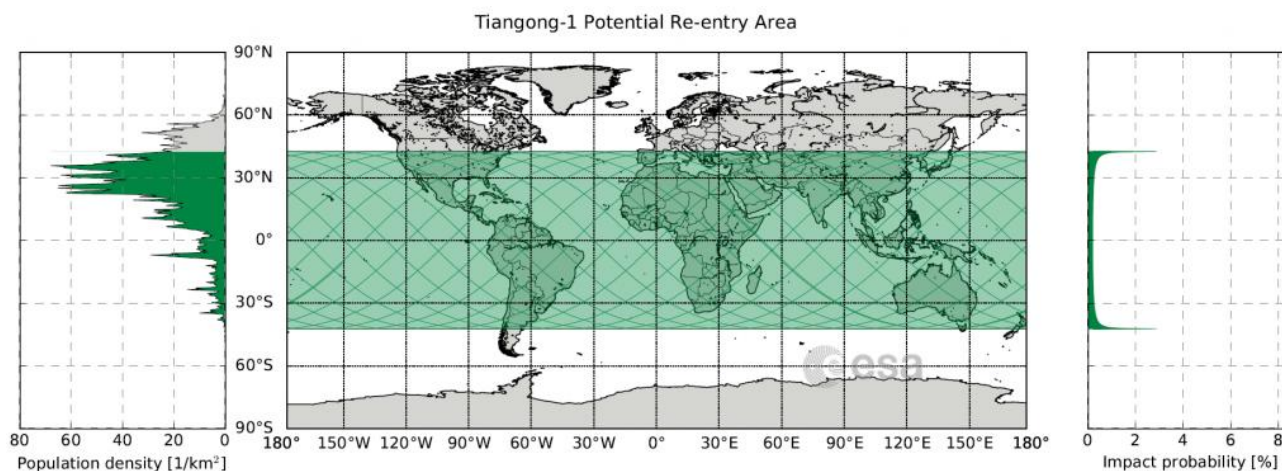 Tiangong-1 Potential Re-entry Area
90°N
60°N
30°N
0°
30°S
60°S
90°S
80 60 40 20 0
Population density [1/km²]
180° 150°W 120°W 90°W 60°W 30°W 0° 30°E 60°E 90°E 120°E 150°E 180°
esa
0 2 4 6 8
Impact probability [%]